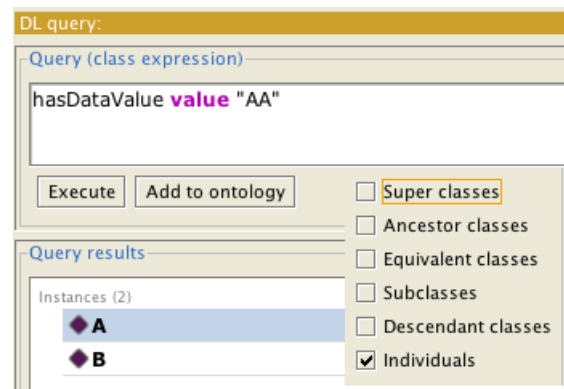 DL query:
Query (class expression)
hasDataValue value "AA"
Execute Add to ontology
Super classes
Ancestor classes
Equivalent classes
Subclasses
Descendant classes
Individuals
Query results
Instances (2)
A
B